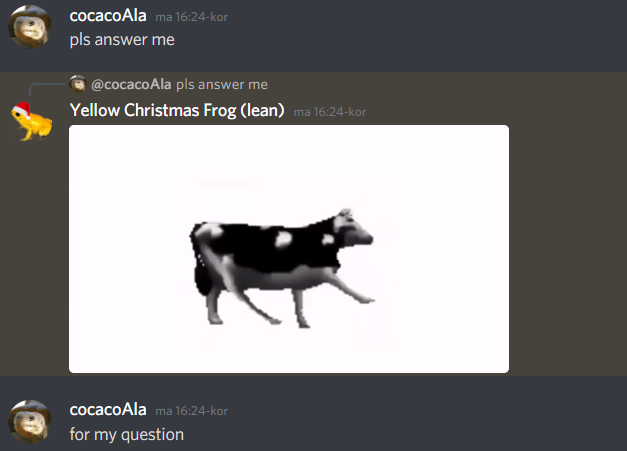 cocacoAla ma 16:24-kor
pls answer me
@cocacoAla pls answer me
Yellow Christmas Frog (lean) ma 16:24-kor
cocacoAla ma 16:24-kor
for my question